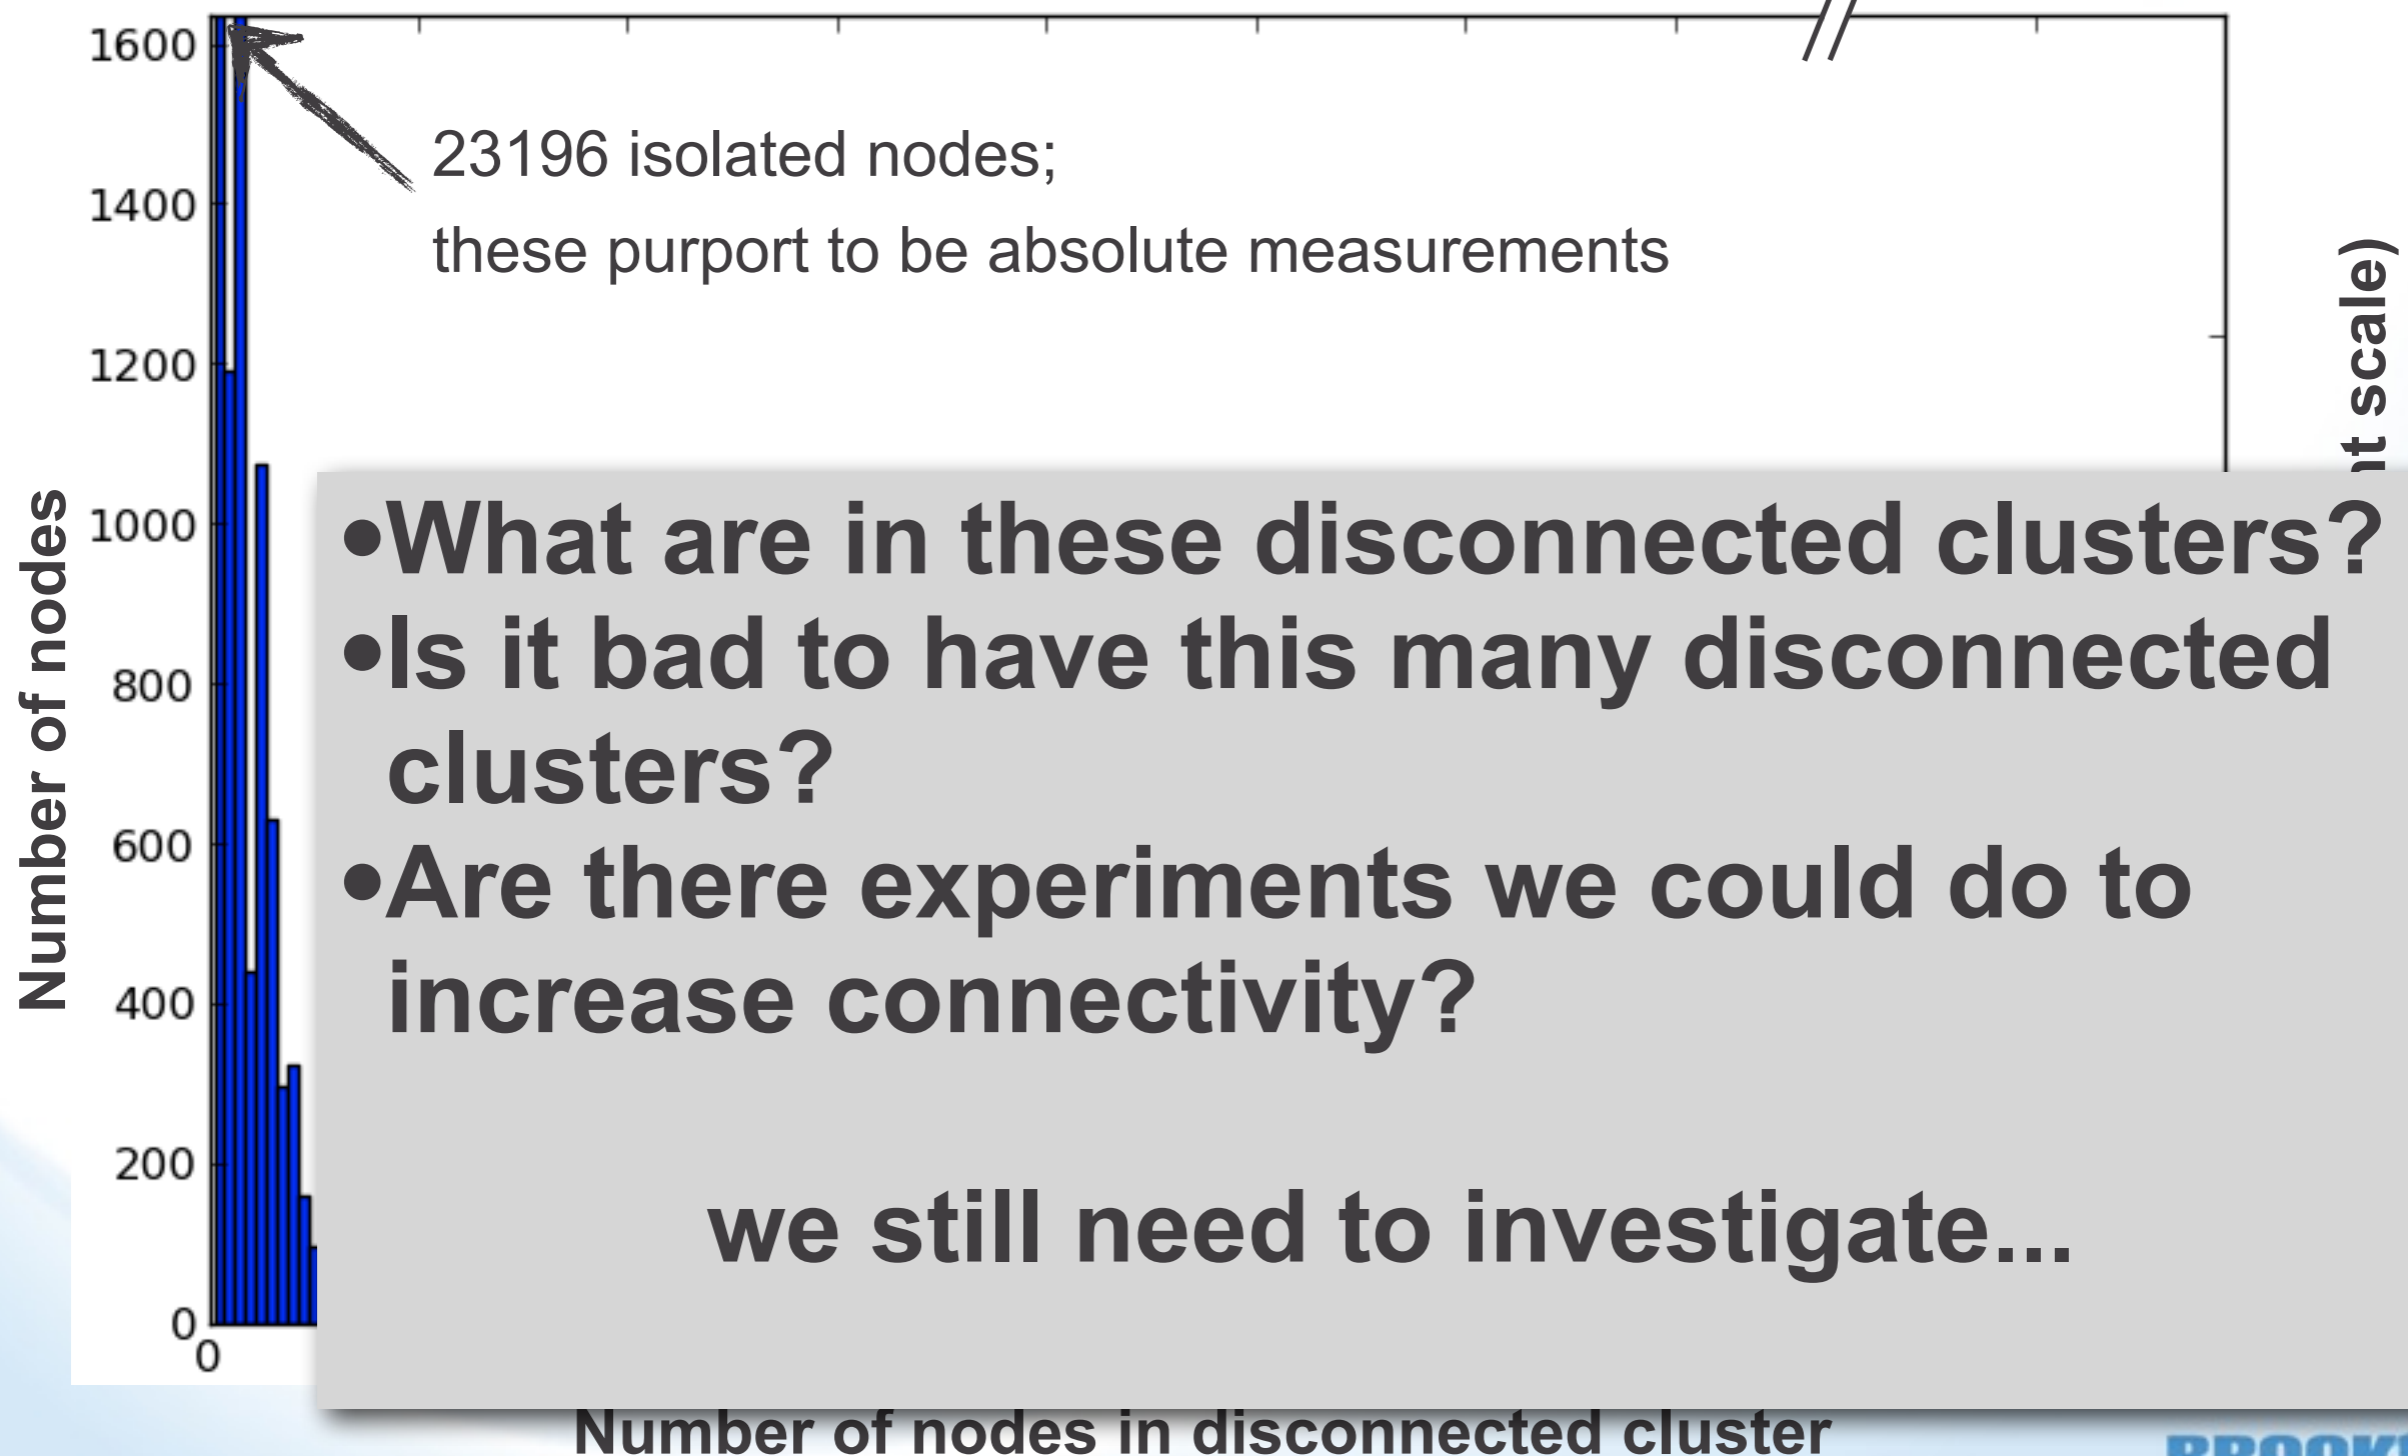 1600
23196 isolated nodes;
1400
these purport to be absolute measurements
1200
scale)
Number of nodes
1000
•What are in these disconnected clusters?
•Is it bad to have this many disconnected
800
clusters?
600
•Are there experiments we could do to
increase connectivity?
400
200
we still need to investigate...
0
0
Number of nodes in disconnected cluster